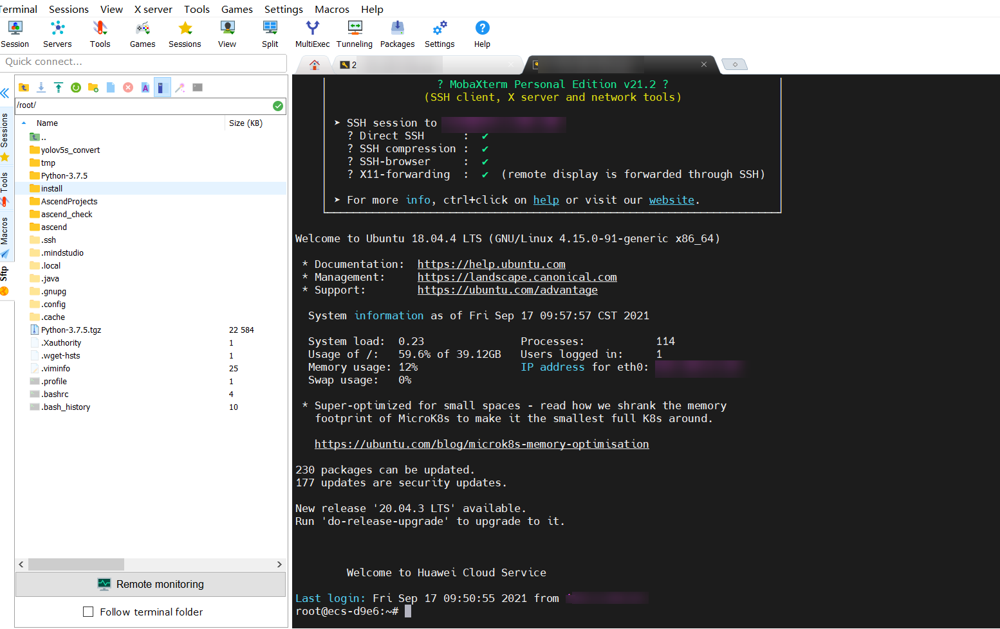 Terminal Sessions View X server Tools Games Settings Macros Help
Session Servers Tools Games Sessions View Split MultiExec Tunneling Packages Settings Help
Quick connect...
2
/root/
Name Size (KB)
..
yolov5s_convert
tmp
Python-3.7.5
install
AscendProjects
ascend_check
ascend
.ssh
.mindstudio
.local
.java
.gnupg
.config
.cache
Python-3.7.5.tgz 22 584
.Xauthority 1
.wget-hsts 1
.viminfo 25
.profile 1
.bashrc 4
.bash_history 10
Sessions
Tools
Macros
Sftp
Remote monitoring
Follow terminal folder
? MobaXterm Personal Edition v21.2 ?
(SSH client, X server and network tools)
➤ SSH session to
? Direct SSH : ✔
? SSH compression : ✔
? SSH-browser : ✔
? X11-forwarding : ✔ (remote display is forwarded through SSH)
➤ For more info, ctrl+click on help or visit our website.
Welcome to Ubuntu 18.04.4 LTS (GNU/Linux 4.15.0-91-generic x86_64)
* Documentation: https://help.ubuntu.com
* Management: https://landscape.canonical.com
* Support: https://ubuntu.com/advantage
System information as of Fri Sep 17 09:57:57 CST 2021
System load: 0.23 Processes: 114
Usage of /: 59.6% of 39.12GB Users logged in: 1
Memory usage: 12% IP address for eth0:
Swap usage: 0%
* Super-optimized for small spaces - read how we shrank the memory
footprint of MicroK8s to make it the smallest full K8s around.
https://ubuntu.com/blog/microk8s-memory-optimisation
230 packages can be updated.
177 updates are security updates.
New release '20.04.3 LTS' available.
Run 'do-release-upgrade' to upgrade to it.
Welcome to Huawei Cloud Service
Last login: Fri Sep 17 09:50:55 2021 from
root@ecs-d9e6:~#